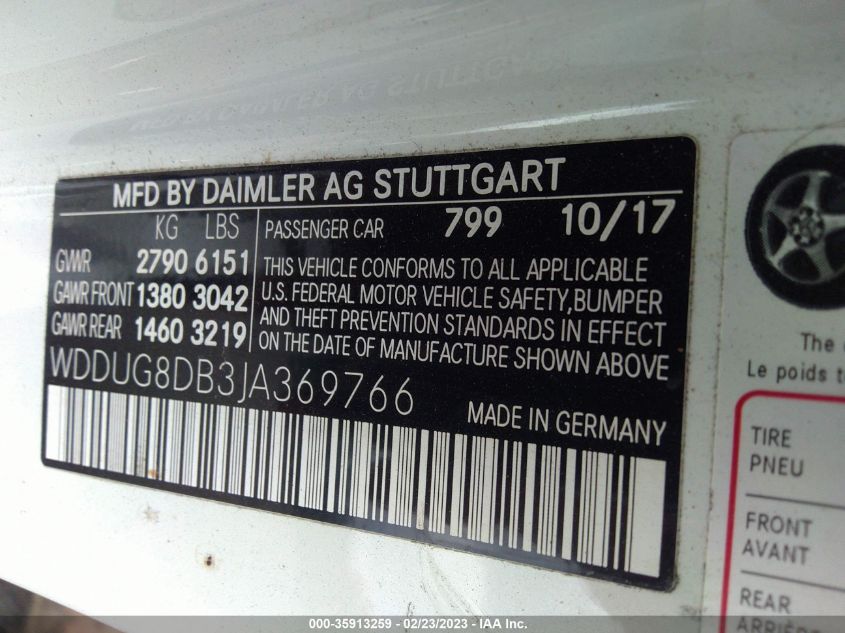 MFD BY DAIMLER AG STUTTGART
KG LBS
PASSENGER CAR 799 10/17
GVWR 2790 6151
GAWR FRONT 1380 3042
GAWR REAR 1460 3219
THIS VEHICLE CONFORMS TO ALL APPLICABLE
U.S. FEDERAL MOTOR VEHICLE SAFETY, BUMPER
AND THEFT PREVENTION STANDARDS IN EFFECT
ON THE DATE OF MANUFACTURE SHOWN ABOVE
WDDUG8DB3JA369766
MADE IN GERMANY
The
Le poids t
TIRE
PNEU
FRONT
AVANT
REAR
ARRIÈR
000-35913259 - 02/23/2023 - IAA Inc.